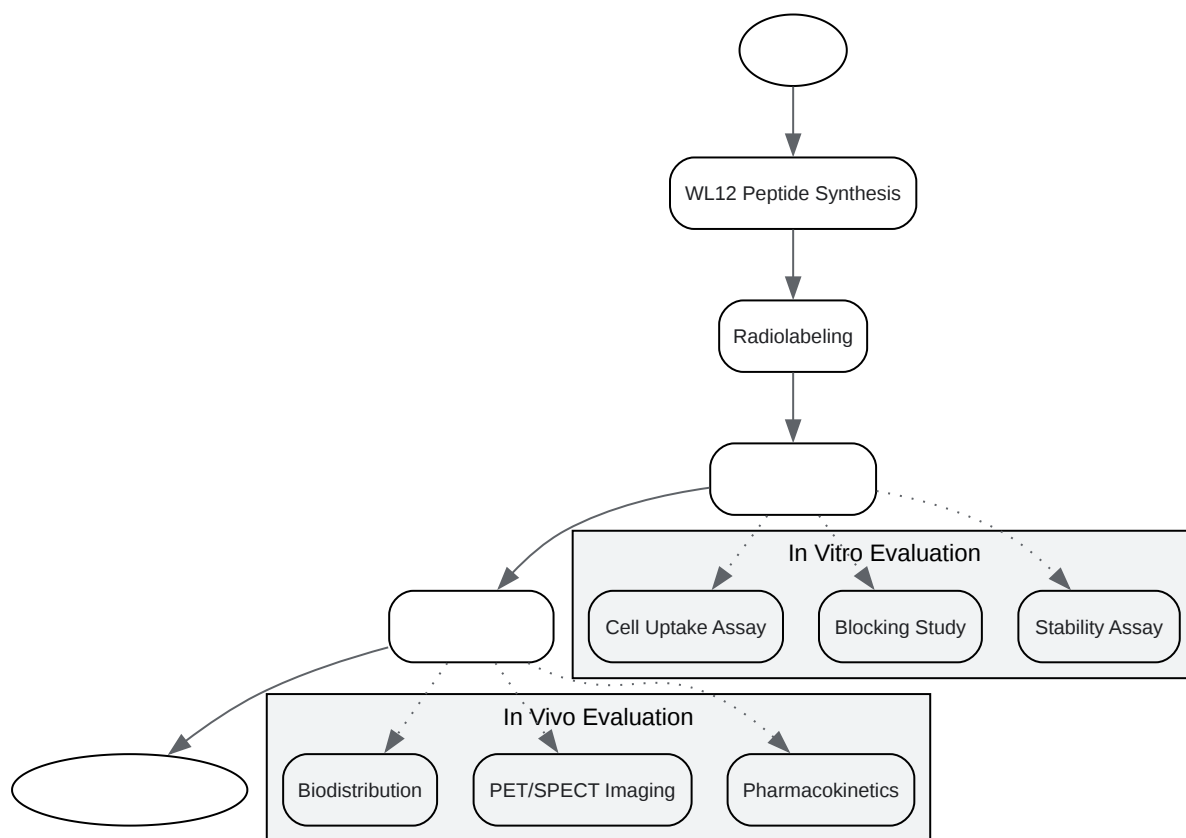 WL12 Peptide Synthesis
Radiolabeling
In Vitro Evaluation
Cell Uptake Assay
Blocking Study
Stability Assay
In Vivo Evaluation
Biodistribution
PET/SPECT Imaging
Pharmacokinetics